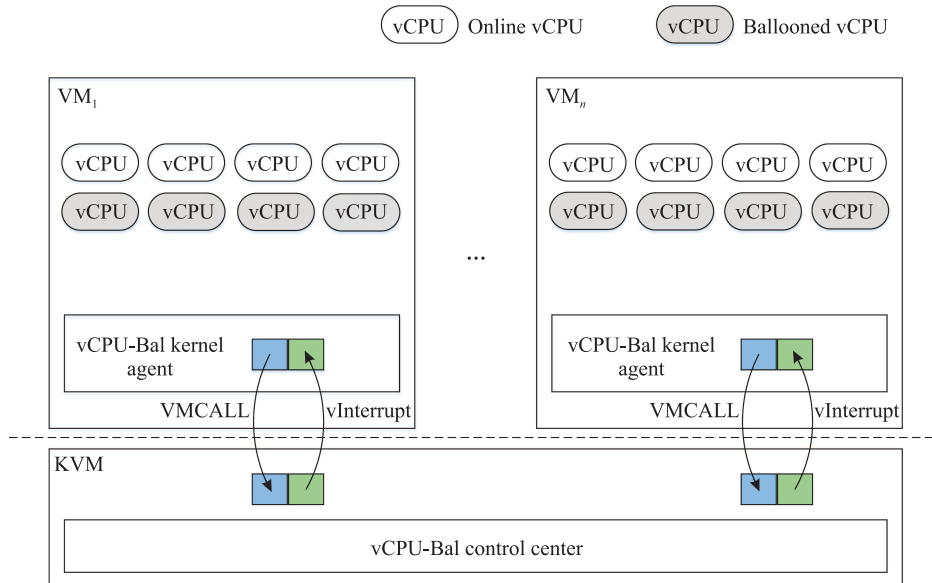 vCPU Online vCPU vCPU Ballooned vCPU
VM1 VMn
vCPU vCPU vCPU vCPU vCPU vCPU vCPU vCPU
vCPU vCPU vCPU vCPU vCPU vCPU vCPU vCPU
...
vCPU-Bal kernel
agent
vCPU-Bal kernel
agent
VMCALL vInterrupt VMCALL vInterrupt
KVM
vCPU-Bal control center